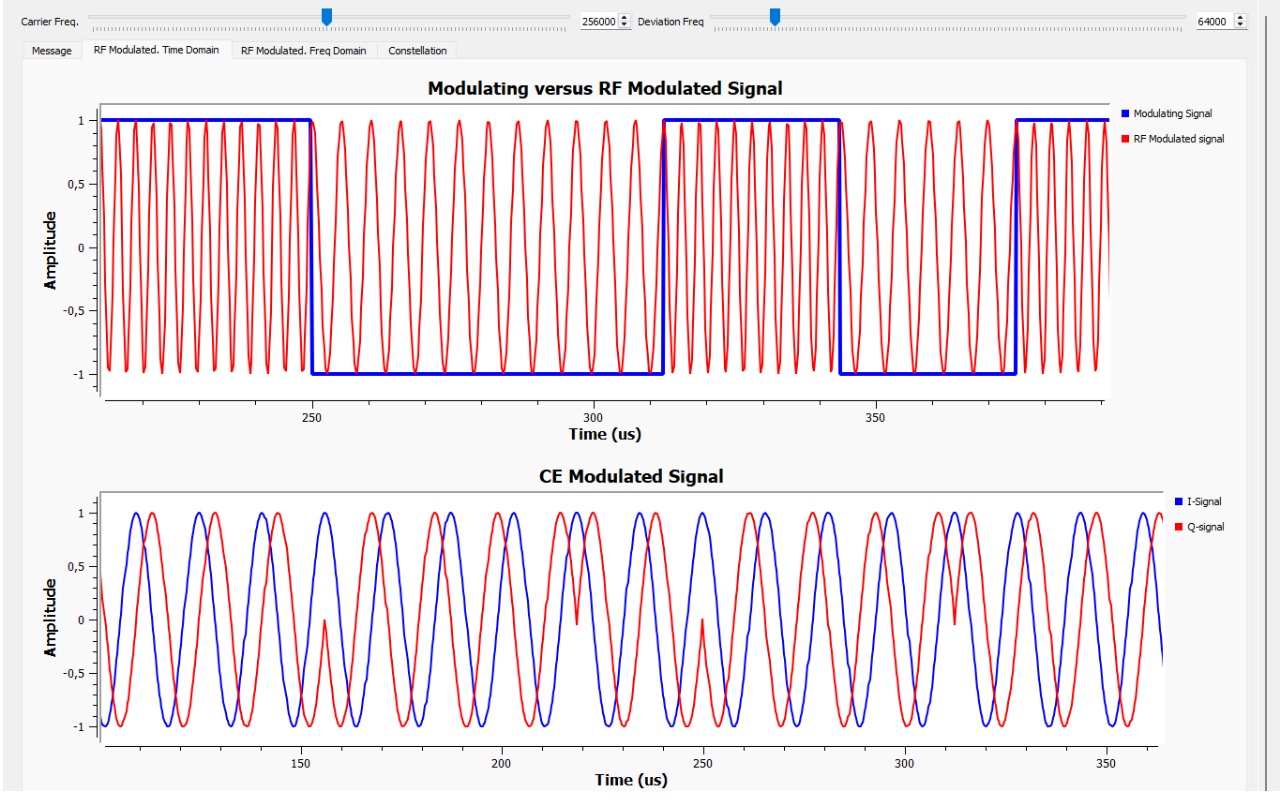 Carrier Freq. 256000 Deviation Freq 64000
Message RF Modulated. Time Domain RF Modulated. Freq Domain Constellation
Modulating versus RF Modulated Signal
1
0,5
0
-0,5
-1
Amplitude
250 300 350
Time (us)
Modulating Signal
RF Modulated signal
CE Modulated Signal
1
0,5
0
-0,5
-1
Amplitude
150 200 250 300 350
Time (us)
I-Signal
Q-signal